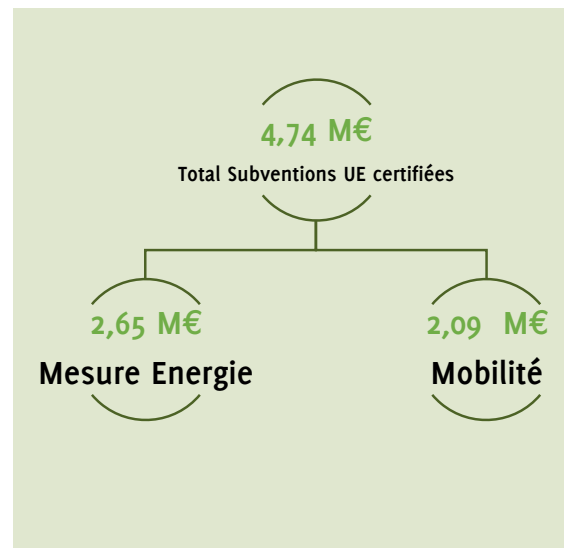 4,74 M€
Total Subventions UE certifiées
2,65 M€
Mesure Energie
2,09 M€
Mobilité